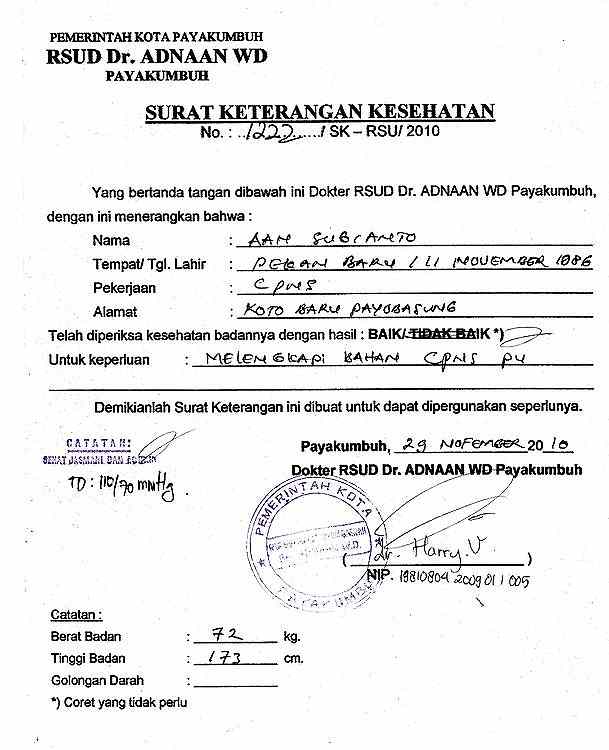 PEMERINTAH KOTA PAYAKUMBUH
RSUD Dr. ADNAAN WD
PAYAKUMBUH
SURAT KETERANGAN KESEHATAN
No. : ..1222....../ SK – RSU/ 2010
Yang bertanda tangan dibawah ini Dokter RSUD Dr. ADNAAN WD Payakumbuh,
dengan ini menerangkan bahwa :
Nama : AAN SUBIANTO
Tempat/ Tgl. Lahir : PEKAN BARU / 11 NOVEMBER 1986
Pekerjaan : CPNS
Alamat : KOTO BARU PAYOBASUNG
Telah diperiksa kesehatan badannya dengan hasil : BAIK/ TIDAK BAIK *)
Untuk keperluan : MELENGKAPI BAHAN CPNS PU
Demikianlah Surat Keterangan ini dibuat untuk dapat dipergunakan seperlunya.
CATATAN:
SEHAT JASMANI DAN ROHANI
TD : 110/70 mmHg.
Payakumbuh, 29 NOFEMBER 2010
Dokter RSUD Dr. ADNAAN WD Payakumbuh
PEMERINTAH KOTA
PAYAKUMBUH
( dr. Harry.V )
NIP. 19810804 200901 1 005
Catatan :
Berat Badan : 72 kg.
Tinggi Badan : 173 cm.
Golongan Darah :
*) Coret yang tidak perlu